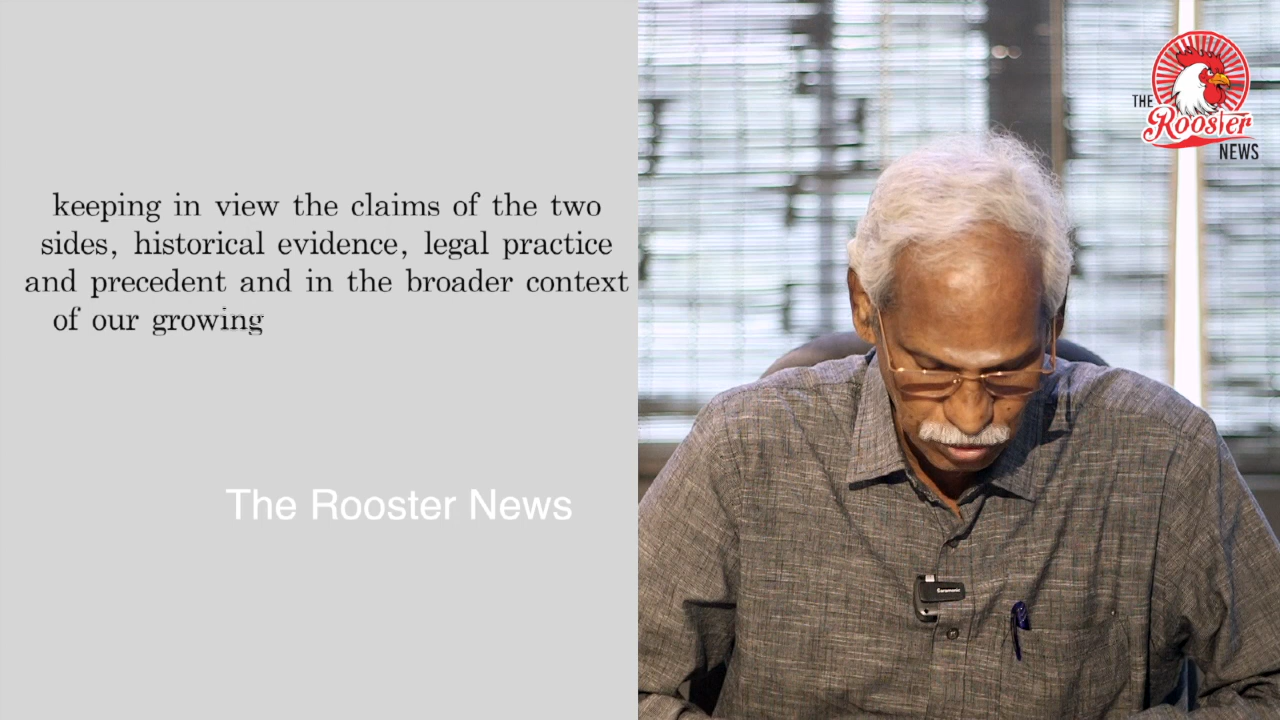 keeping in view the claims of the two
sides, historical evidence, legal practice
and precedent and in the broader context
of our growing
The Rooster News
THE
Rooster
NEWS
Saramonic